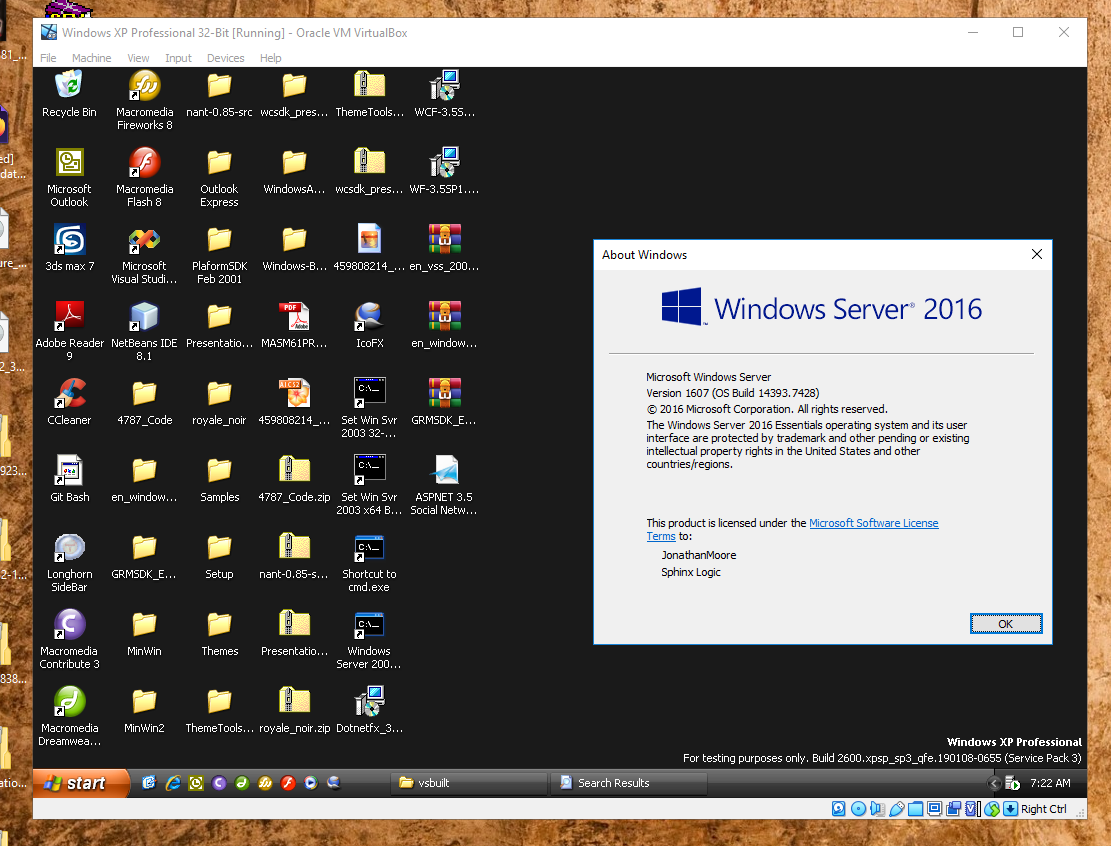 81_...
Windows XP Professional 32-Bit [Running] - Oracle VM VirtualBox
File Machine View Input Devices Help
Recycle Bin
Macromedia
Fireworks 8
nant-0.85-src
wcsdk_pres...
ThemeTools...
WCF-3.5S...
Microsoft
Outlook
Macromedia
Flash 8
Outlook
Express
WindowsA...
wcsdk_pres...
WF-3.5SP1....
3ds max 7
Microsoft
Visual Studi...
PlaformSDK
Feb 2001
Windows-B...
459808214_...
en_vss_200...
Adobe Reader
9
NetBeans IDE
8.1
Presentatio...
MASM61PR...
IcoFX
en_window...
CCleaner
4787_Code
royale_noir
459808214_...
Set Win Svr
2003 32-...
GRMSDK_E...
Git Bash
en_window...
Samples
4787_Code.zip
Set Win Svr
2003 x64 B...
ASPNET 3.5
Social Netw...
Longhorn
SideBar
GRMSDK_E...
Setup
nant-0.85-s...
Shortcut to
cmd.exe
Macromedia
Contribute 3
MinWin
Themes
Presentatio...
Windows
Server 200...
Macromedia
Dreamwea...
MinWin2
ThemeTools...
royale_noir.zip
Dotnetfx_3...
About Windows
Windows Server® 2016
Microsoft Windows Server
Version 1607 (OS Build 14393.7428)
© 2016 Microsoft Corporation. All rights reserved.
The Windows Server 2016 Essentials operating system and its user
interface are protected by trademark and other pending or existing
intellectual property rights in the United States and other
countries/regions.
This product is licensed under the Microsoft Software License
Terms to:
JonathanMoore
Sphinx Logic
OK
Windows XP Professional
For testing purposes only. Build 2600.xpsp_sp3_qfe.190108-0655 (Service Pack 3)
start
vsbuilt
Search Results
7:22 AM
Right Ctrl